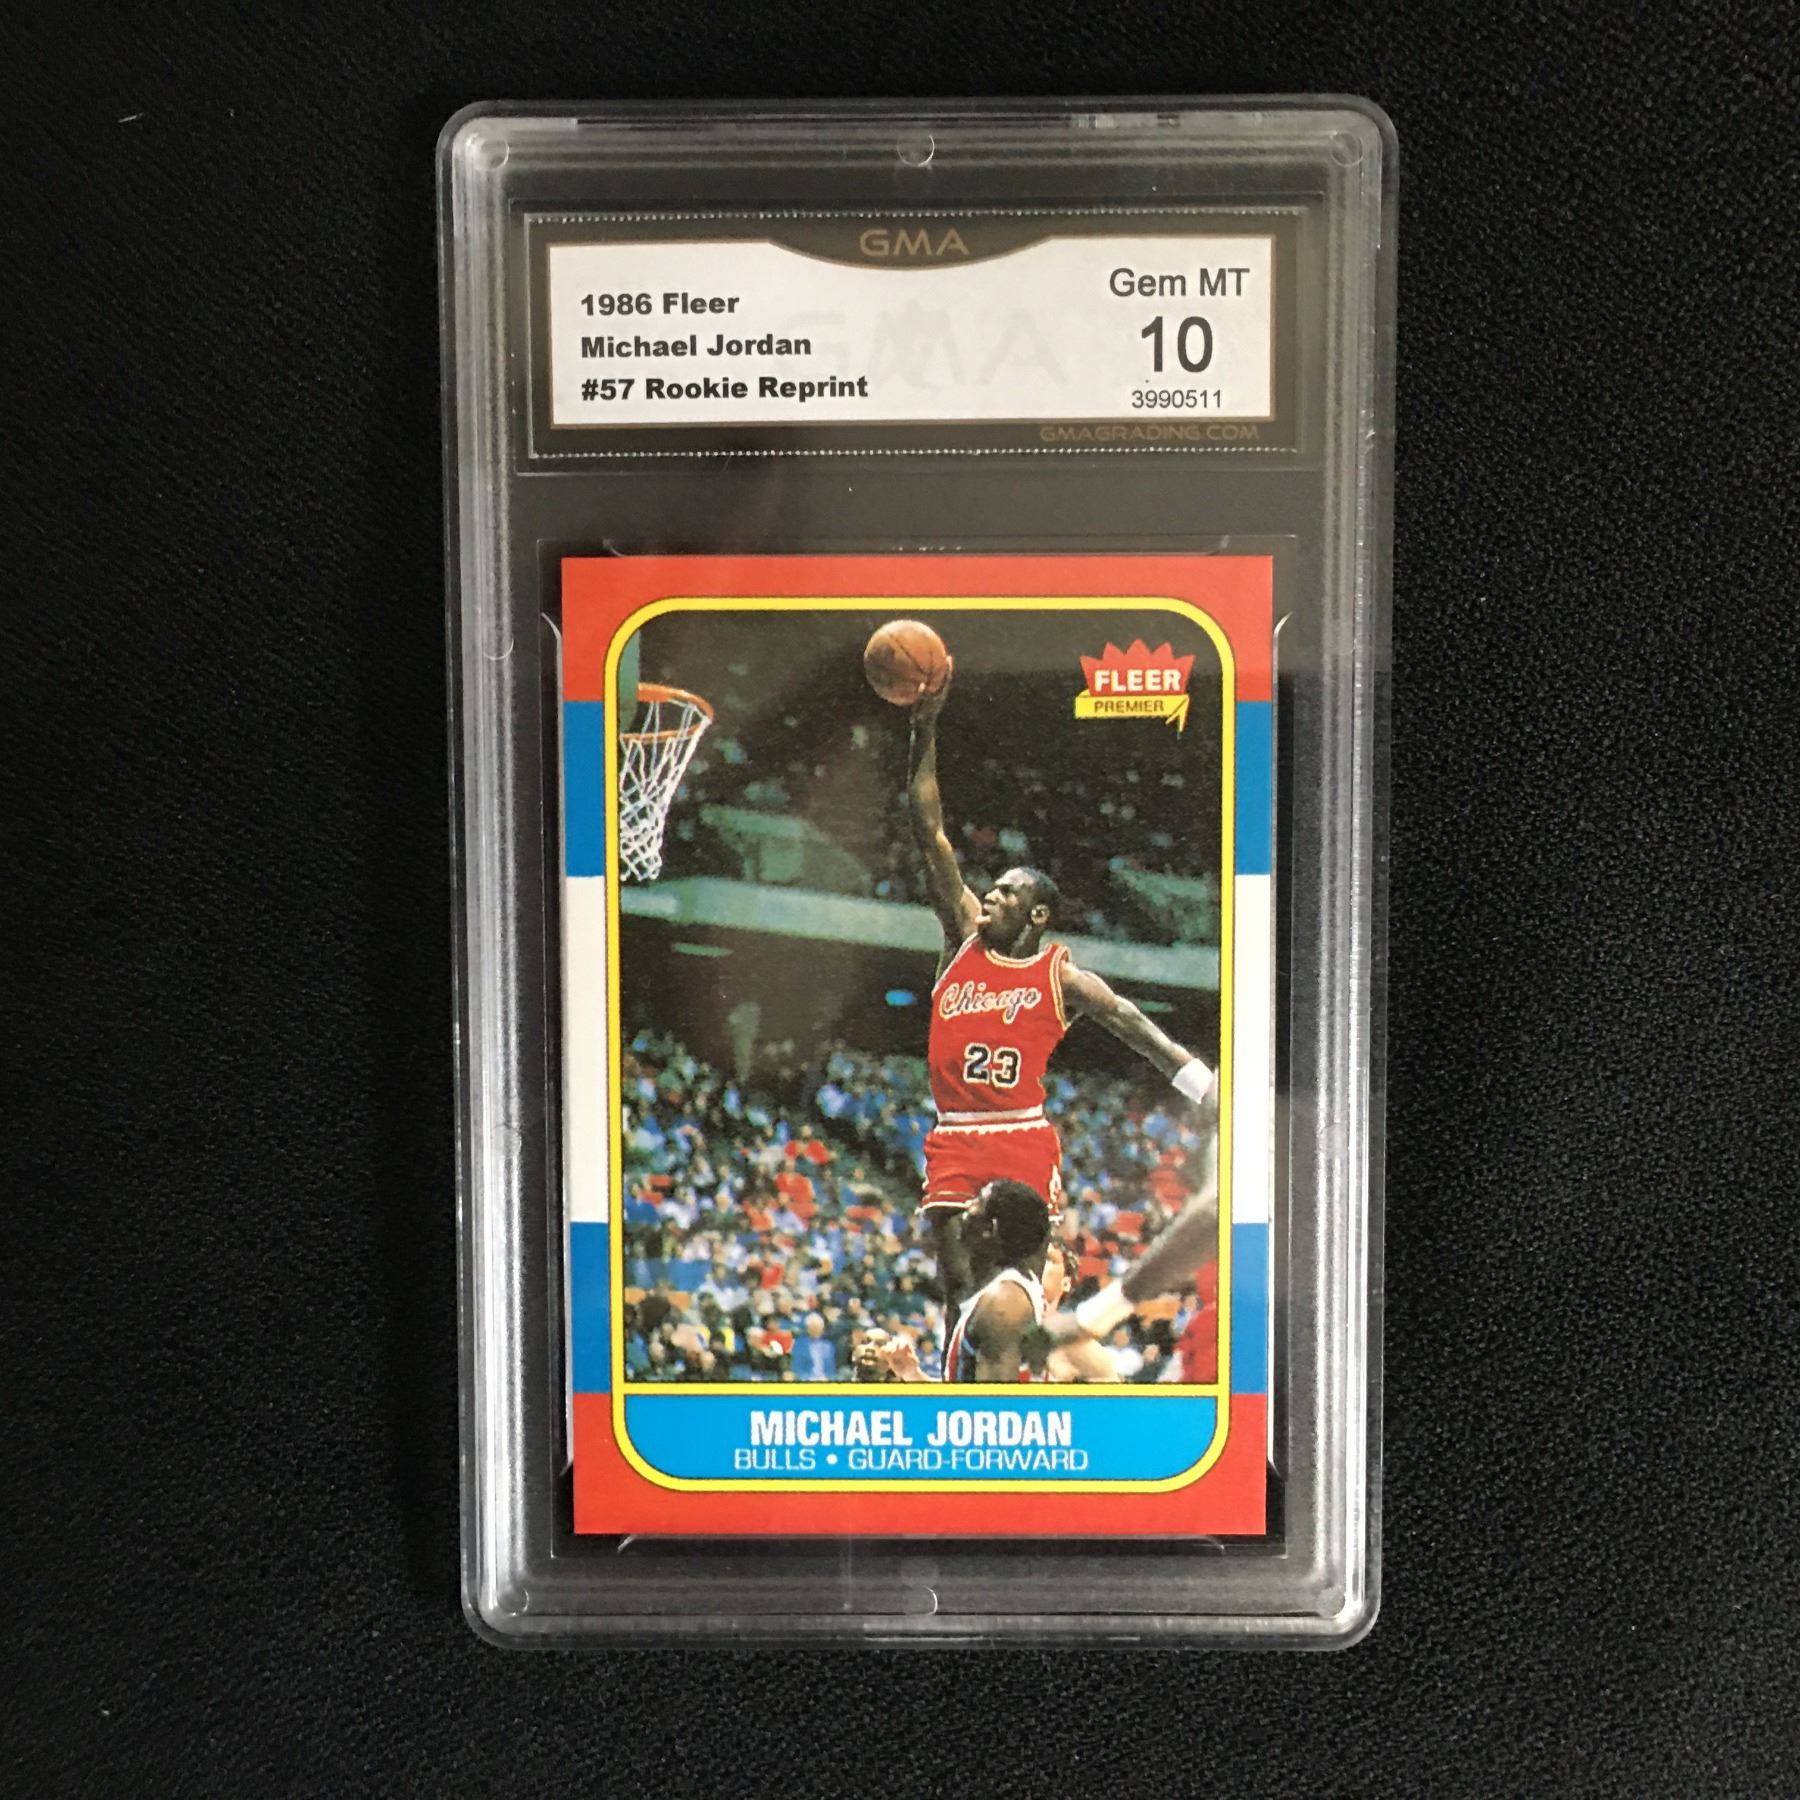 GMA
1986 Fleer
Michael Jordan
#57 Rookie Reprint
Gem MT
10
3990511
GMA
GMAGRADING.COM
FLEER
PREMIER
Chicago
23
MICHAEL JORDAN
BULLS • GUARD-FORWARD